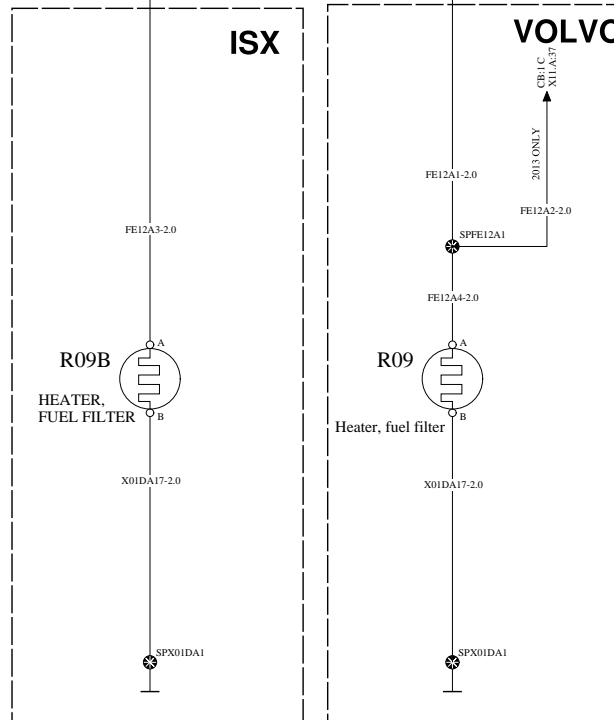 ISX
FE12A3-2.0
A
R09B
HEATER,
FUEL FILTER
B
X01DA17-2.0
SPX01DA1
VOLVO
CB:1 C
X11.A:37
2013 ONLY
FE12A1-2.0
FE12A2-2.0
SPFE12A1
FE12A4-2.0
A
R09
B
Heater, fuel filter
X01DA17-2.0
SPX01DA1